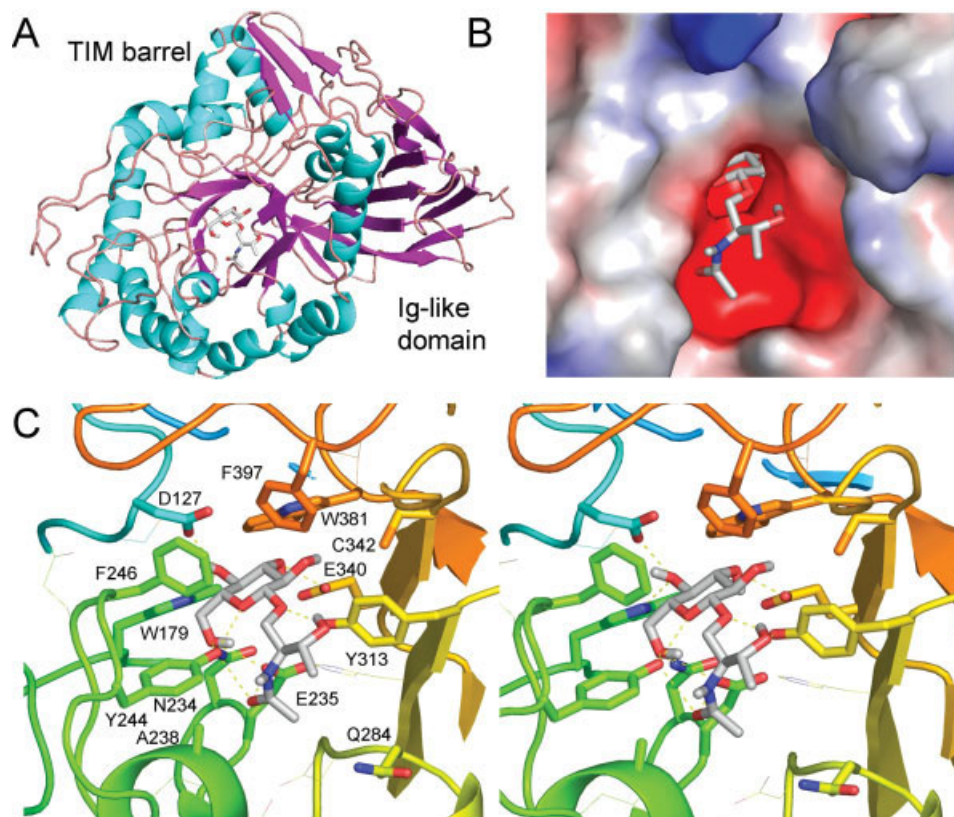 A
TIM barrel
Ig-like
domain
B
C
F397
D127
W381
C342
F246
E340
W179
Y313
N234
E235
Y244
A238
Q284